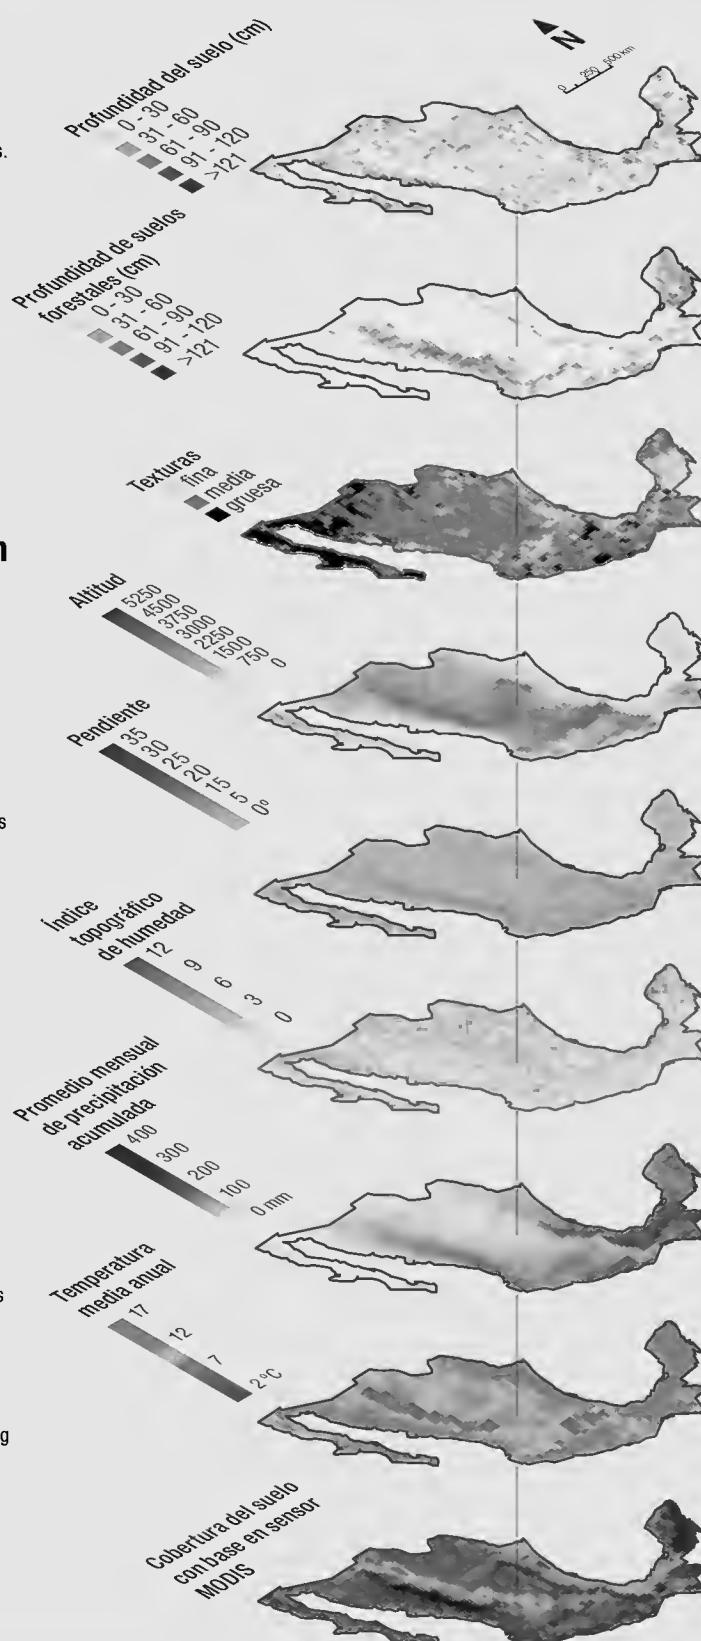 N
0 250 500 km
Profundidad del suelo (cm)
0 - 30
31 - 60
61 - 90
91 - 120
>121
s.
Profundidad de suelos
forestales (cm)
0 - 30
31 - 60
61 - 90
91 - 120
>121
Texturas
fina
media
gruesa
n
Altitud
5250
4500
3750
3000
2250
1500
750
0
Pendiente
35
30
25
20
15
5
0°
s
Índice
topográfico
de humedad
12
9
6
3
0
Promedio mensual
de precipitación
acumulada
400
300
200
100
0 mm
s
Temperatura
media anual
17
12
7
2 °C
g
Cobertura del suelo
con base en sensor
MODIS